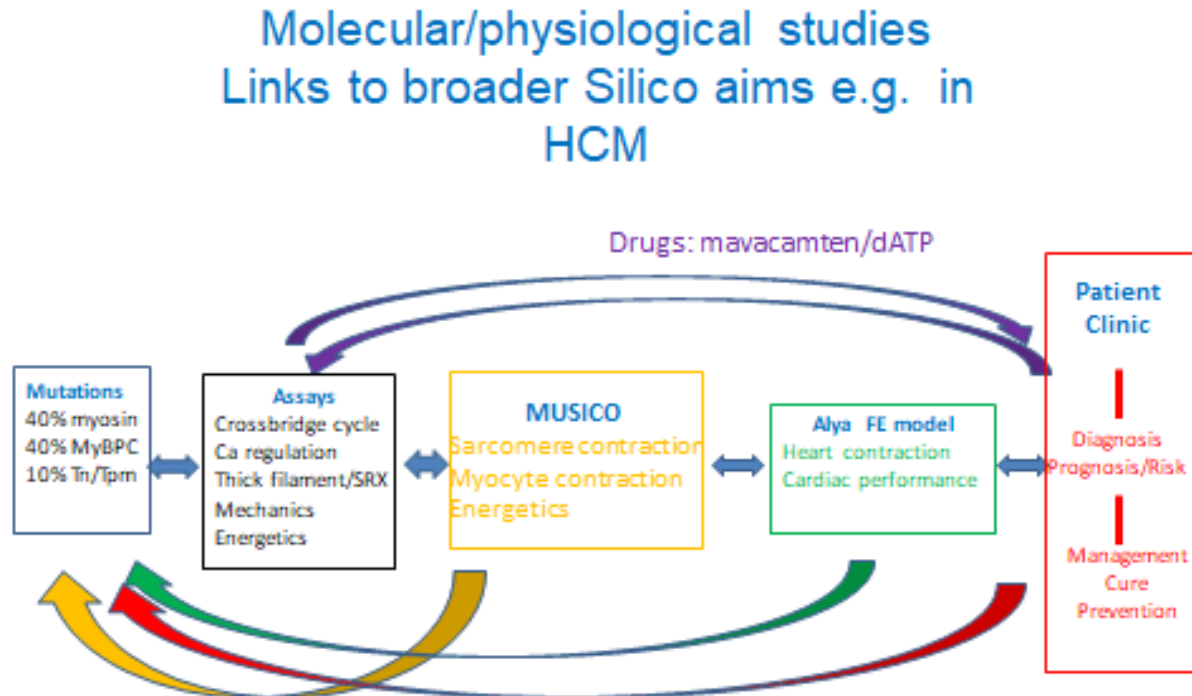 Molecular/physiological studies
Links to broader Silico aims e.g. in
HCM
Drugs: mavacamten/dATP
Mutations
40% myosin
40% MyBPC
10% Tn/Tpm
Assays
Crossbridge cycle
Ca regulation
Thick filament/SRX
Mechanics
Energetics
MUSICO
Sarcomere contraction
Myocyte contraction
Energetics
Alya FE model
Heart contraction
Cardiac performance
Patient
Clinic
Diagnosis
Prognosis/Risk
Management
Cure
Prevention